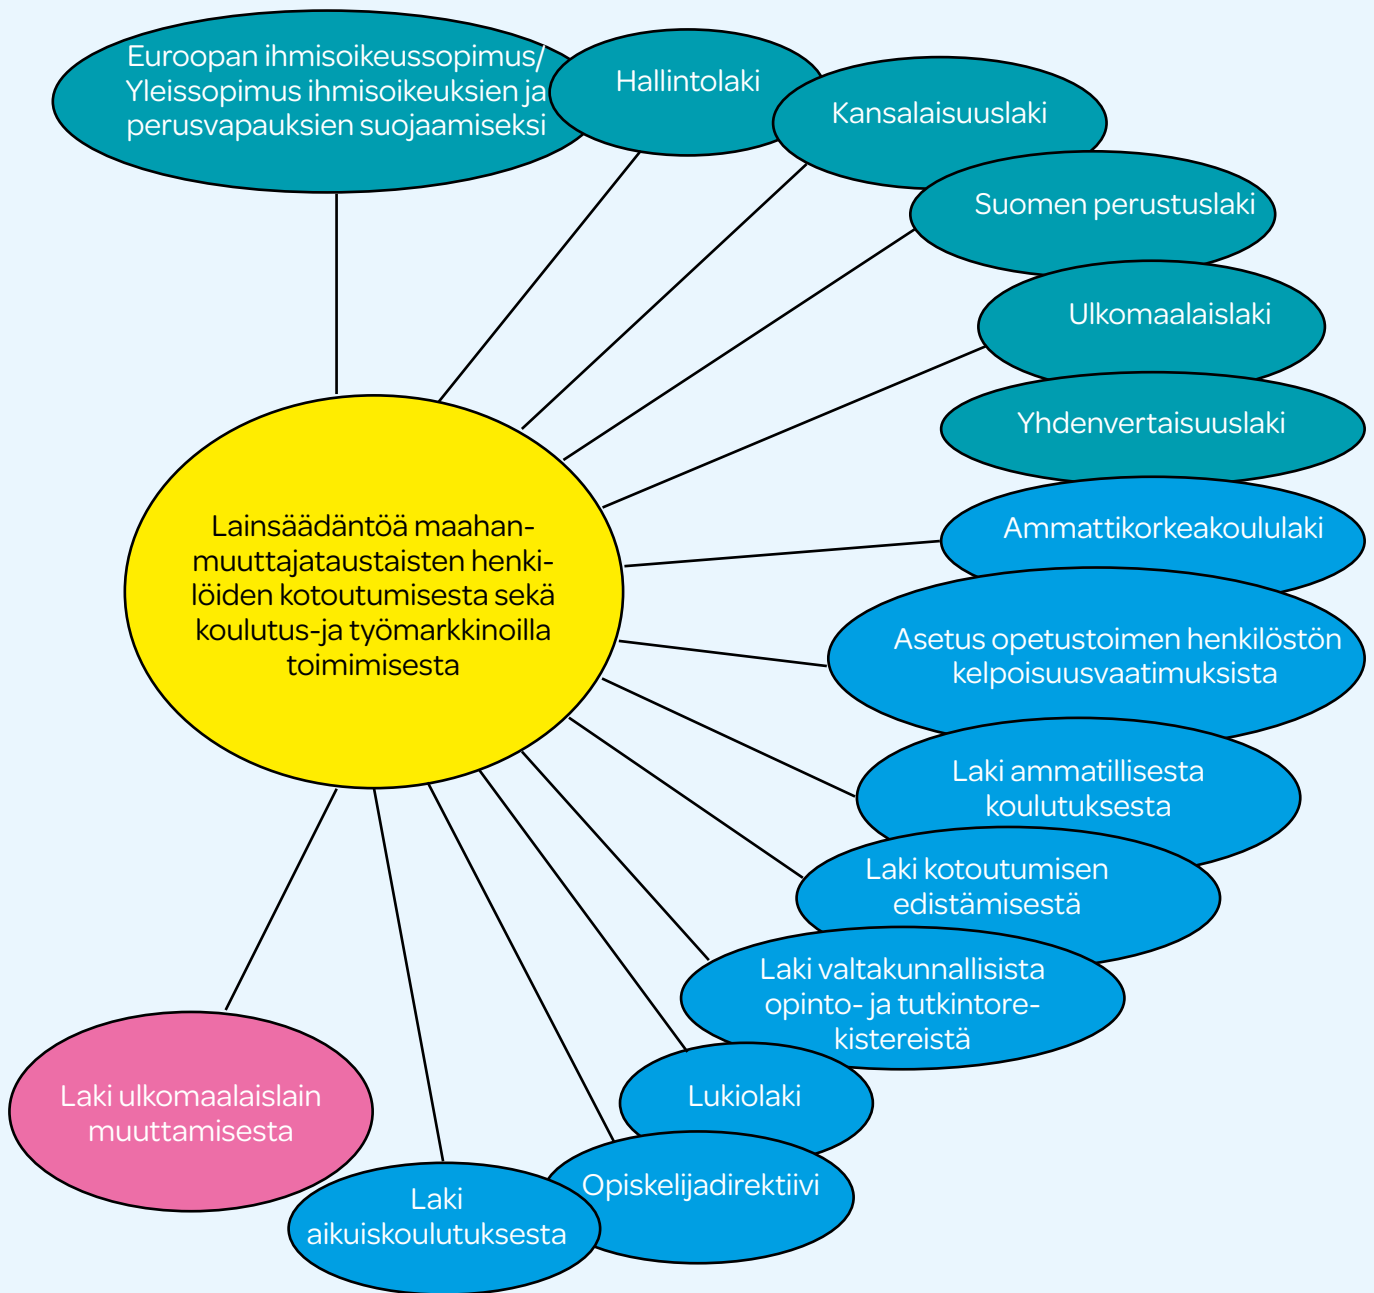 Euroopan ihmisoikeussopimus/
Yleissopimus ihmisoikeuksien ja
perusvapauksien suojaamiseksi
Hallintolaki
Kansalaisuuslaki
Suomen perustuslaki
Ulkomaalaislaki
Yhdenvertaisuuslaki
Ammattikorkeakoululaki
Asetus opetustoimen henkilöstön
kelpoisuusvaatimuksista
Laki ammatillisesta
koulutuksesta
Laki kotoutumisen
edistämisestä
Laki valtakunnallisista
opinto- ja tutkintore-
kistereistä
Lukiolaki
Opiskelijadirektiivi
Laki
aikuiskoulutuksesta
Laki ulkomaalaislain
muuttamisesta
Lainsäädäntöä maahan-
muuttajataustaisten henki-
löiden kotoutumisesta sekä
koulutus-ja työmarkkinoilla
toimimisesta